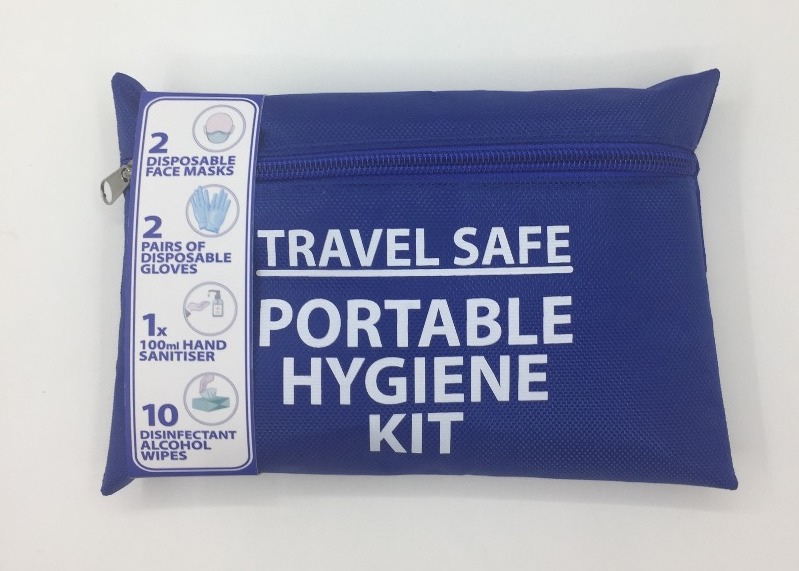 2
DISPOSABLE
FACE MASKS
2
PAIRS OF
DISPOSABLE
GLOVES
1x
100ml HAND
SANITISER
10
DISINFECTANT
ALCOHOL
WIPES
TRAVEL SAFE
PORTABLE
HYGIENE
KIT